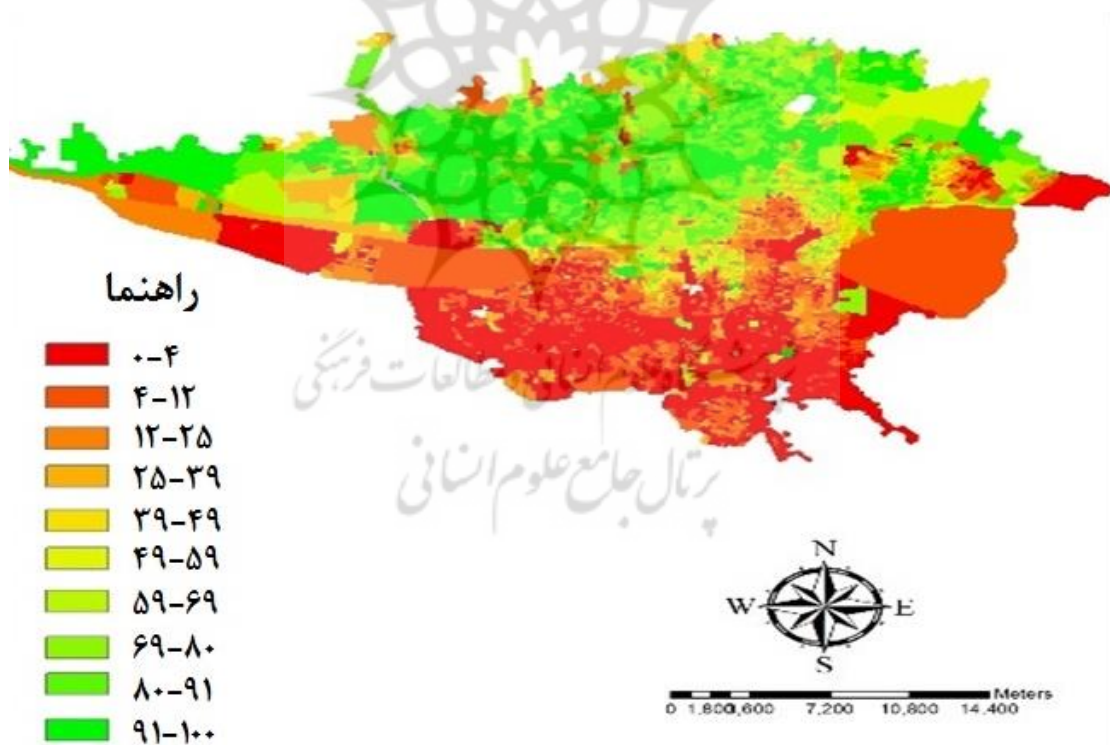 راهنما
۰-۴
۴-۱۲
۱۲-۲۵
۲۵-۳۹
۳۹-۴۹
۴۹-۵۹
۵۹-۶۹
۶۹-۸۰
۸۰-۹۱
۹۱-۱۰۰
پرتال جامع علوم انسانی
N
W E
S
Meters
0 1,800 3,600 7,200 10,800 14,400